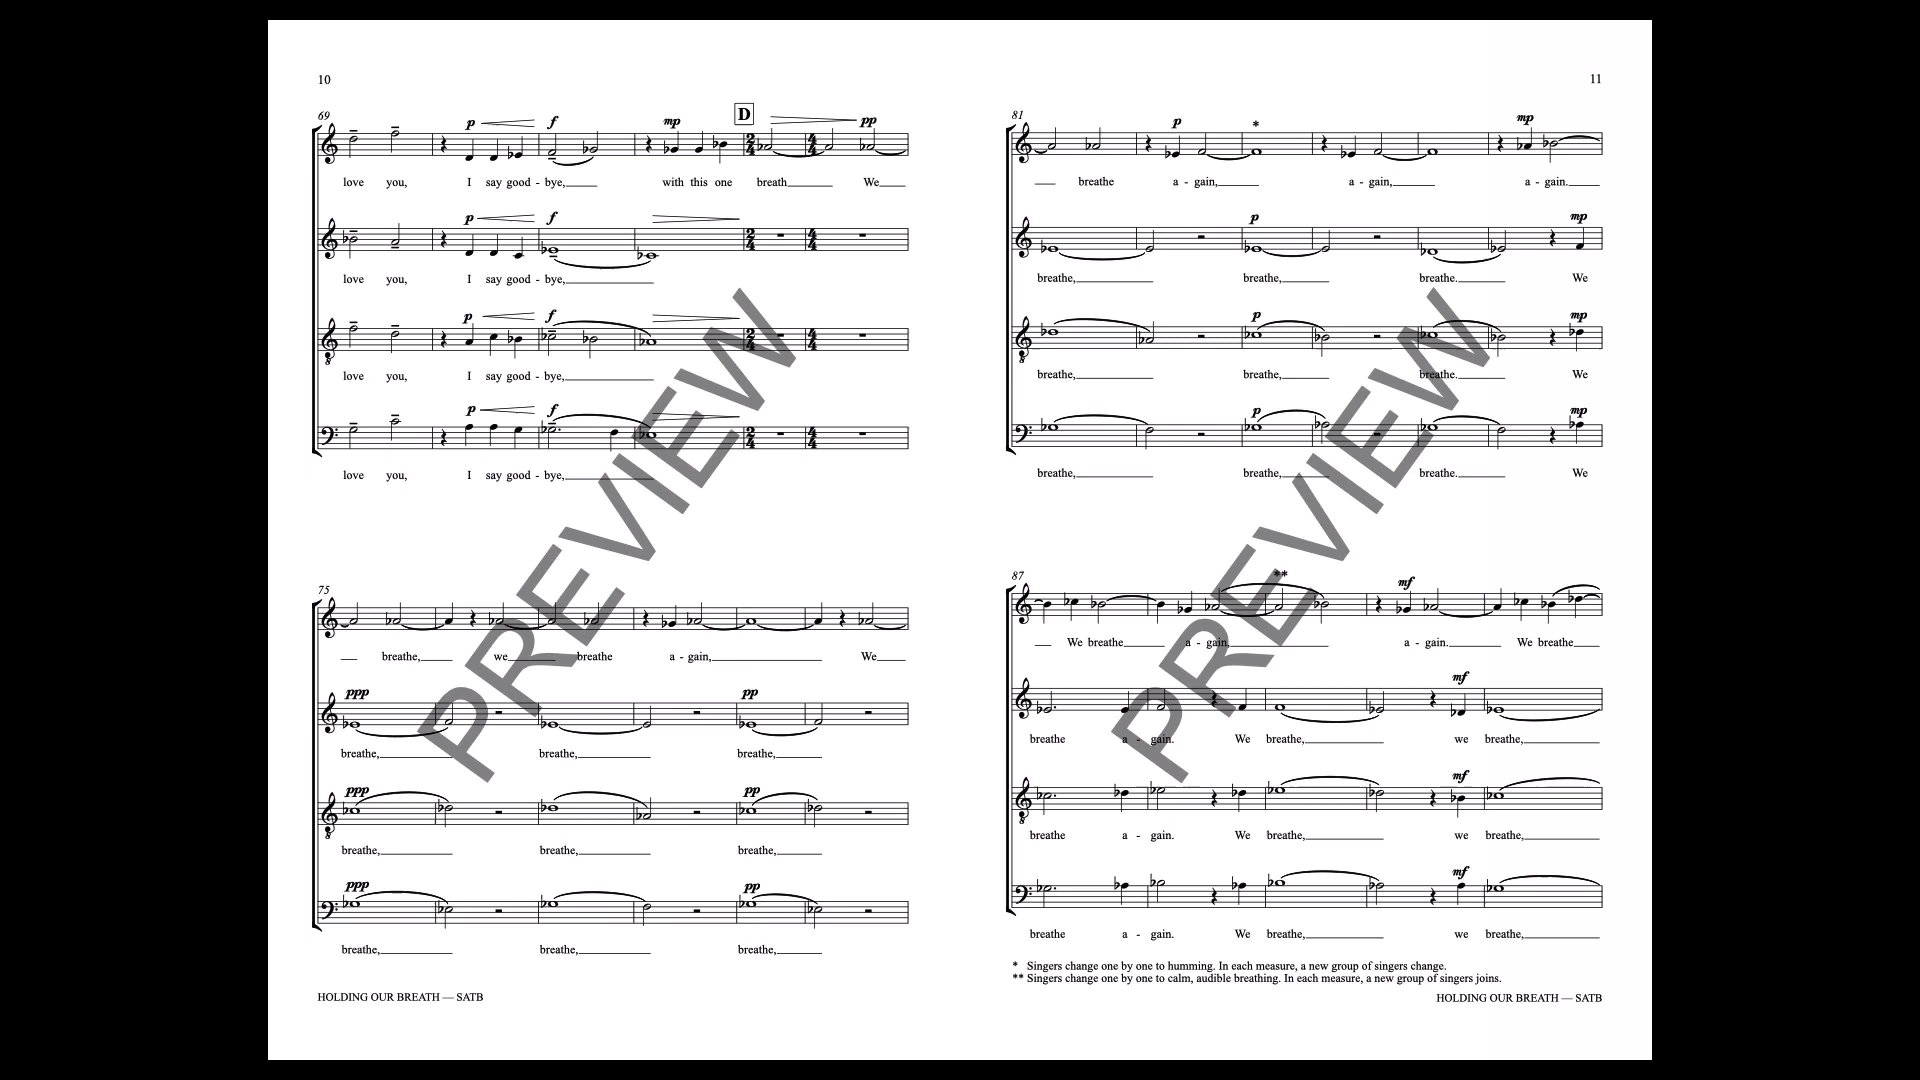 10
69
D
p f mp pp
love you, I say good - bye, with this one breath We
p f
love you, I say good - bye,
p f
love you, I say good - bye,
p f
love you, I say good - bye,
75
breathe, we breathe a - gain, We
ppp pp
breathe, breathe, breathe,
ppp pp
breathe, breathe, breathe,
ppp pp
breathe, breathe, breathe,
HOLDING OUR BREATH — SATB
PREVIEW
11
81
p * mp
breathe a - gain, a - gain, a - gain.
p mp
breathe, breathe, breathe. We
p mp
breathe, breathe, breathe. We
p mp
breathe, breathe, breathe. We
87
** mf
We breathe a - gain, a - gain. We breathe
mf
breathe a - gain. We breathe, we breathe,
mf
breathe a - gain. We breathe, we breathe,
mf
breathe a - gain. We breathe, we breathe,
* Singers change one by one to humming. In each measure, a new group of singers change.
** Singers change one by one to calm, audible breathing. In each measure, a new group of singers joins.
HOLDING OUR BREATH — SATB
PREVIEW